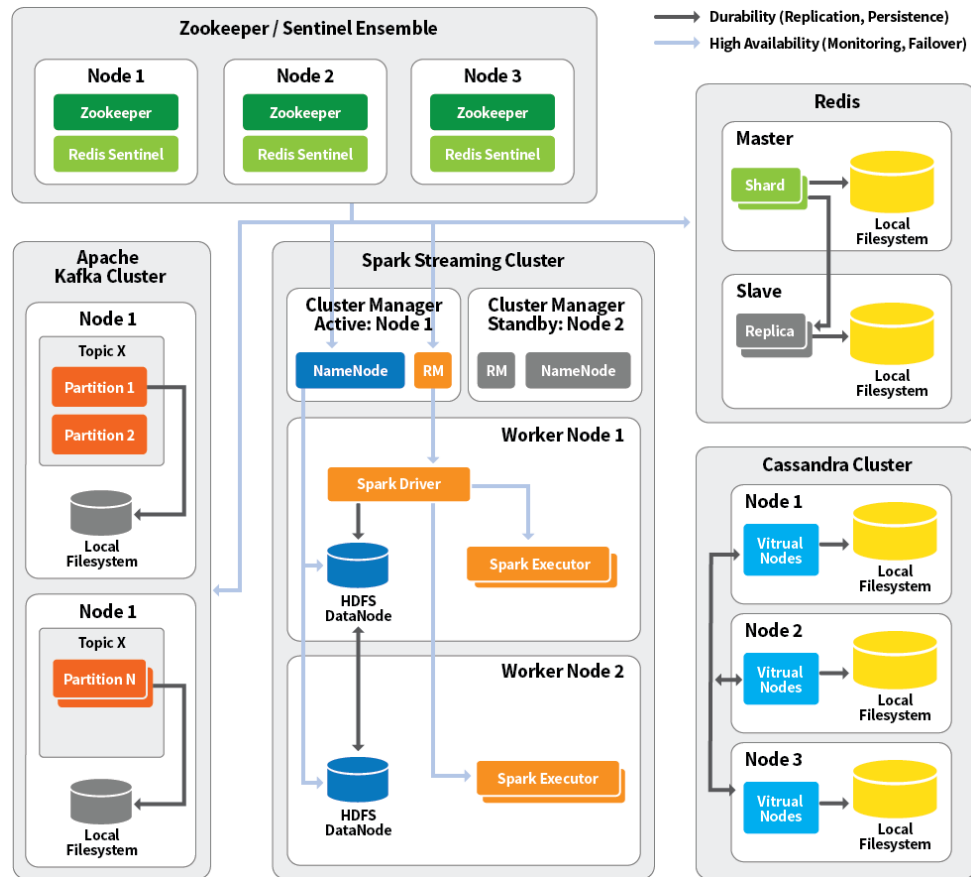 Zookeeper / Sentinel Ensemble
Node 1
Zookeeper
Redis Sentinel
Node 2
Zookeeper
Redis Sentinel
Node 3
Zookeeper
Redis Sentinel
Durability (Replication, Persistence)
High Availability (Monitoring, Failover)
Apache
Kafka Cluster
Node 1
Topic X
Partition 1
Partition 2
Local
Filesystem
Node 1
Topic X
Partition N
Local
Filesystem
Spark Streaming Cluster
Cluster Manager
Active: Node 1
NameNode
RM
Cluster Manager
Standby: Node 2
RM
NameNode
Worker Node 1
Spark Driver
HDFS
DataNode
Spark Executor
Worker Node 2
HDFS
DataNode
Spark Executor
Redis
Master
Shard
Local
Filesystem
Slave
Replica
Local
Filesystem
Cassandra Cluster
Node 1
Vitrual
Nodes
Local
Filesystem
Node 2
Vitrual
Nodes
Local
Filesystem
Node 3
Vitrual
Nodes
Local
Filesystem